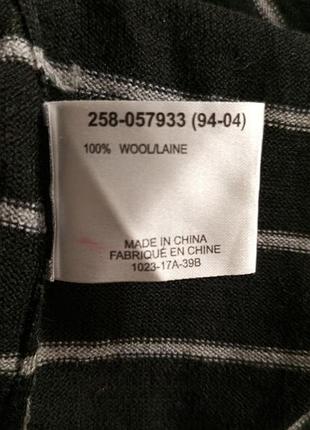 258-057933 (94-04)
100% WOOL/LAINE
MADE IN CHINA
FABRIQUÉ EN CHINE
1023-17A-39B